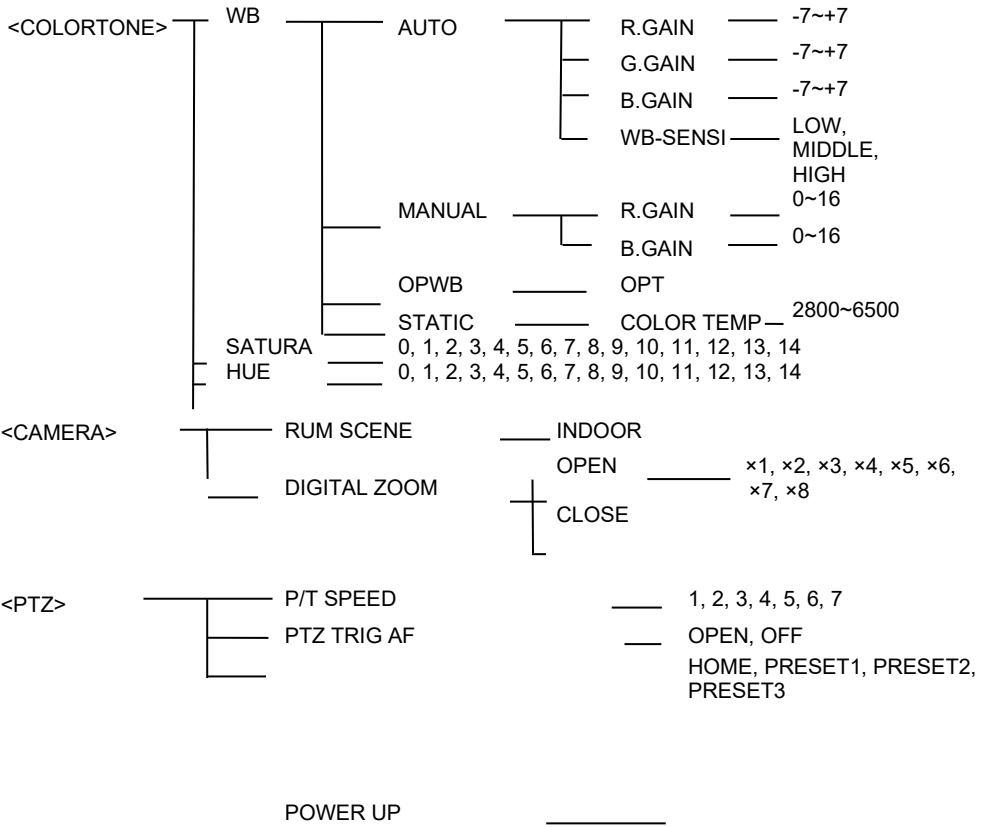 <COLORTONE> WB AUTO R.GAIN -7~+7
G.GAIN -7~+7
B.GAIN -7~+7
WB-SENSI LOW,
MIDDLE,
HIGH
MANUAL R.GAIN 0~16
B.GAIN 0~16
OPWB OPT
STATIC COLOR TEMP 2800~6500
SATURA 0, 1, 2, 3, 4, 5, 6, 7, 8, 9, 10, 11, 12, 13, 14
HUE 0, 1, 2, 3, 4, 5, 6, 7, 8, 9, 10, 11, 12, 13, 14
<CAMERA> RUM SCENE INDOOR
DIGITAL ZOOM OPEN ×1, ×2, ×3, ×4, ×5, ×6,
×7, ×8
CLOSE
<PTZ> P/T SPEED 1, 2, 3, 4, 5, 6, 7
PTZ TRIG AF OPEN, OFF
HOME, PRESET1, PRESET2,
PRESET3
POWER UP